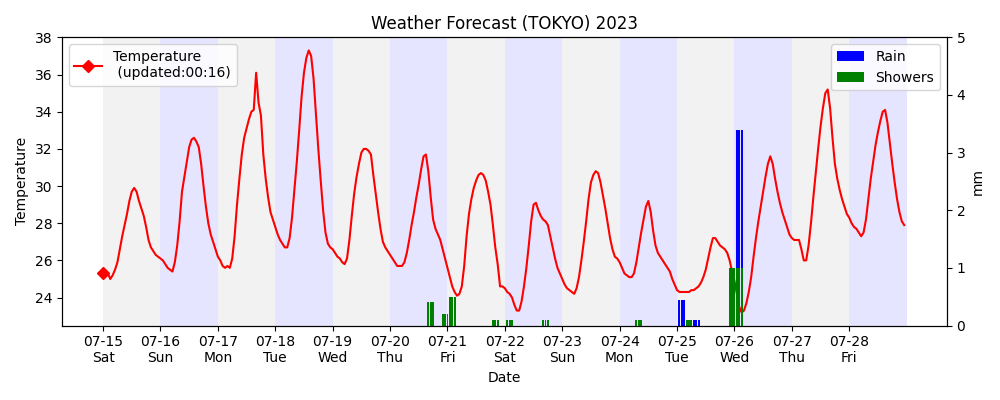 Weather Forecast (TOKYO) 2023
Temperature
(updated:00:16)
Rain
Showers
Temperature
38
36
34
32
30
28
26
24
5
4
3
2
1
0
mm
07-15 07-16 07-17 07-18 07-19 07-20 07-21 07-22 07-23 07-24 07-25 07-26 07-27 07-28
Sat Sun Mon Tue Wed Thu Fri Sat Sun Mon Tue Wed Thu Fri
Date